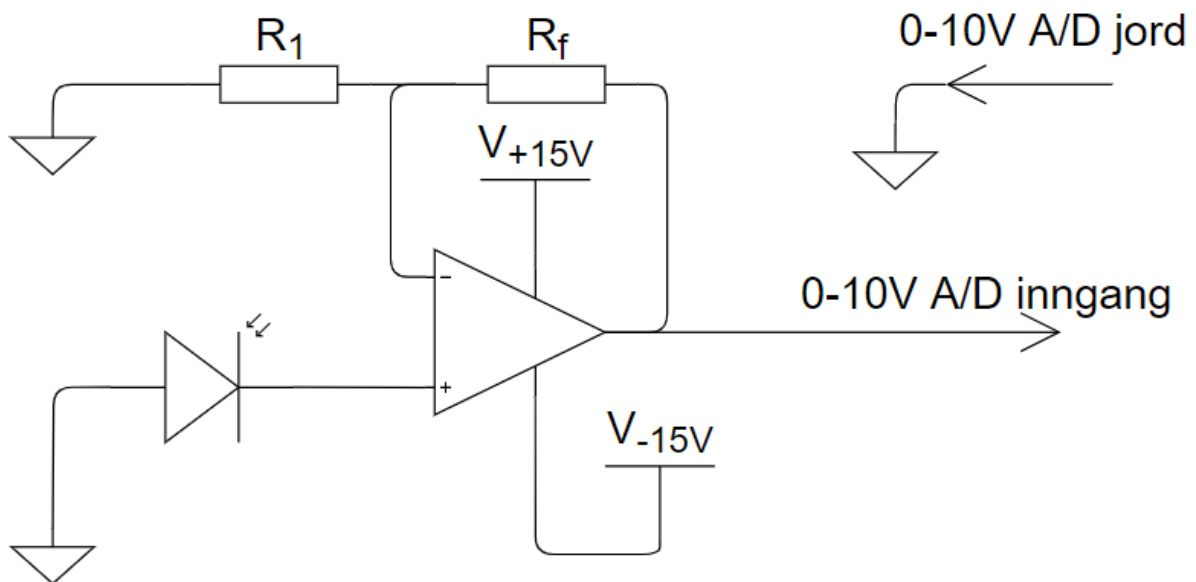 R1
Rf
0-10V A/D jord
V+15V
-
0-10V A/D inngang
+
V-15V